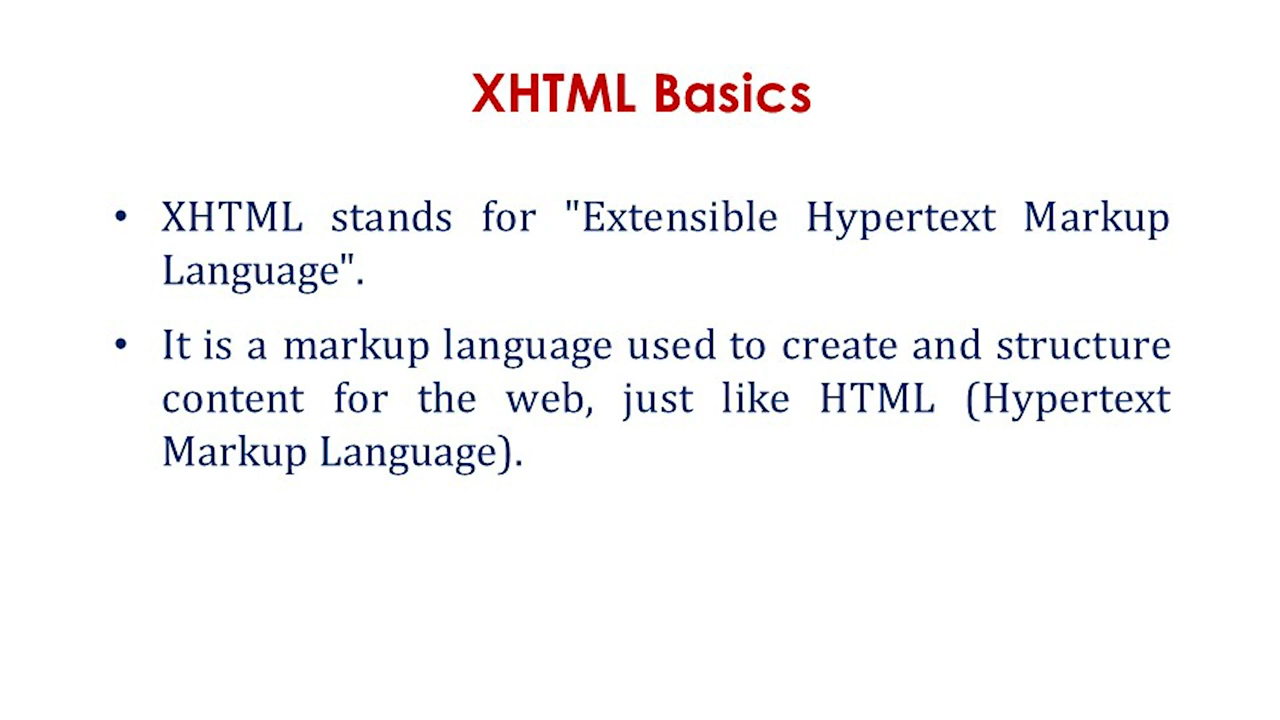 XHTML Basics
• XHTML stands for "Extensible Hypertext Markup
Language".
• It is a markup language used to create and structure
content for the web, just like HTML (Hypertext
Markup Language).